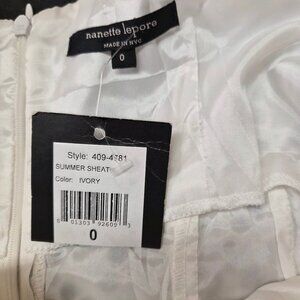 nanette lepore
MADE IN NYC
0
Style: 409-4781
SUMMER SHEAT
Color: IVORY
0